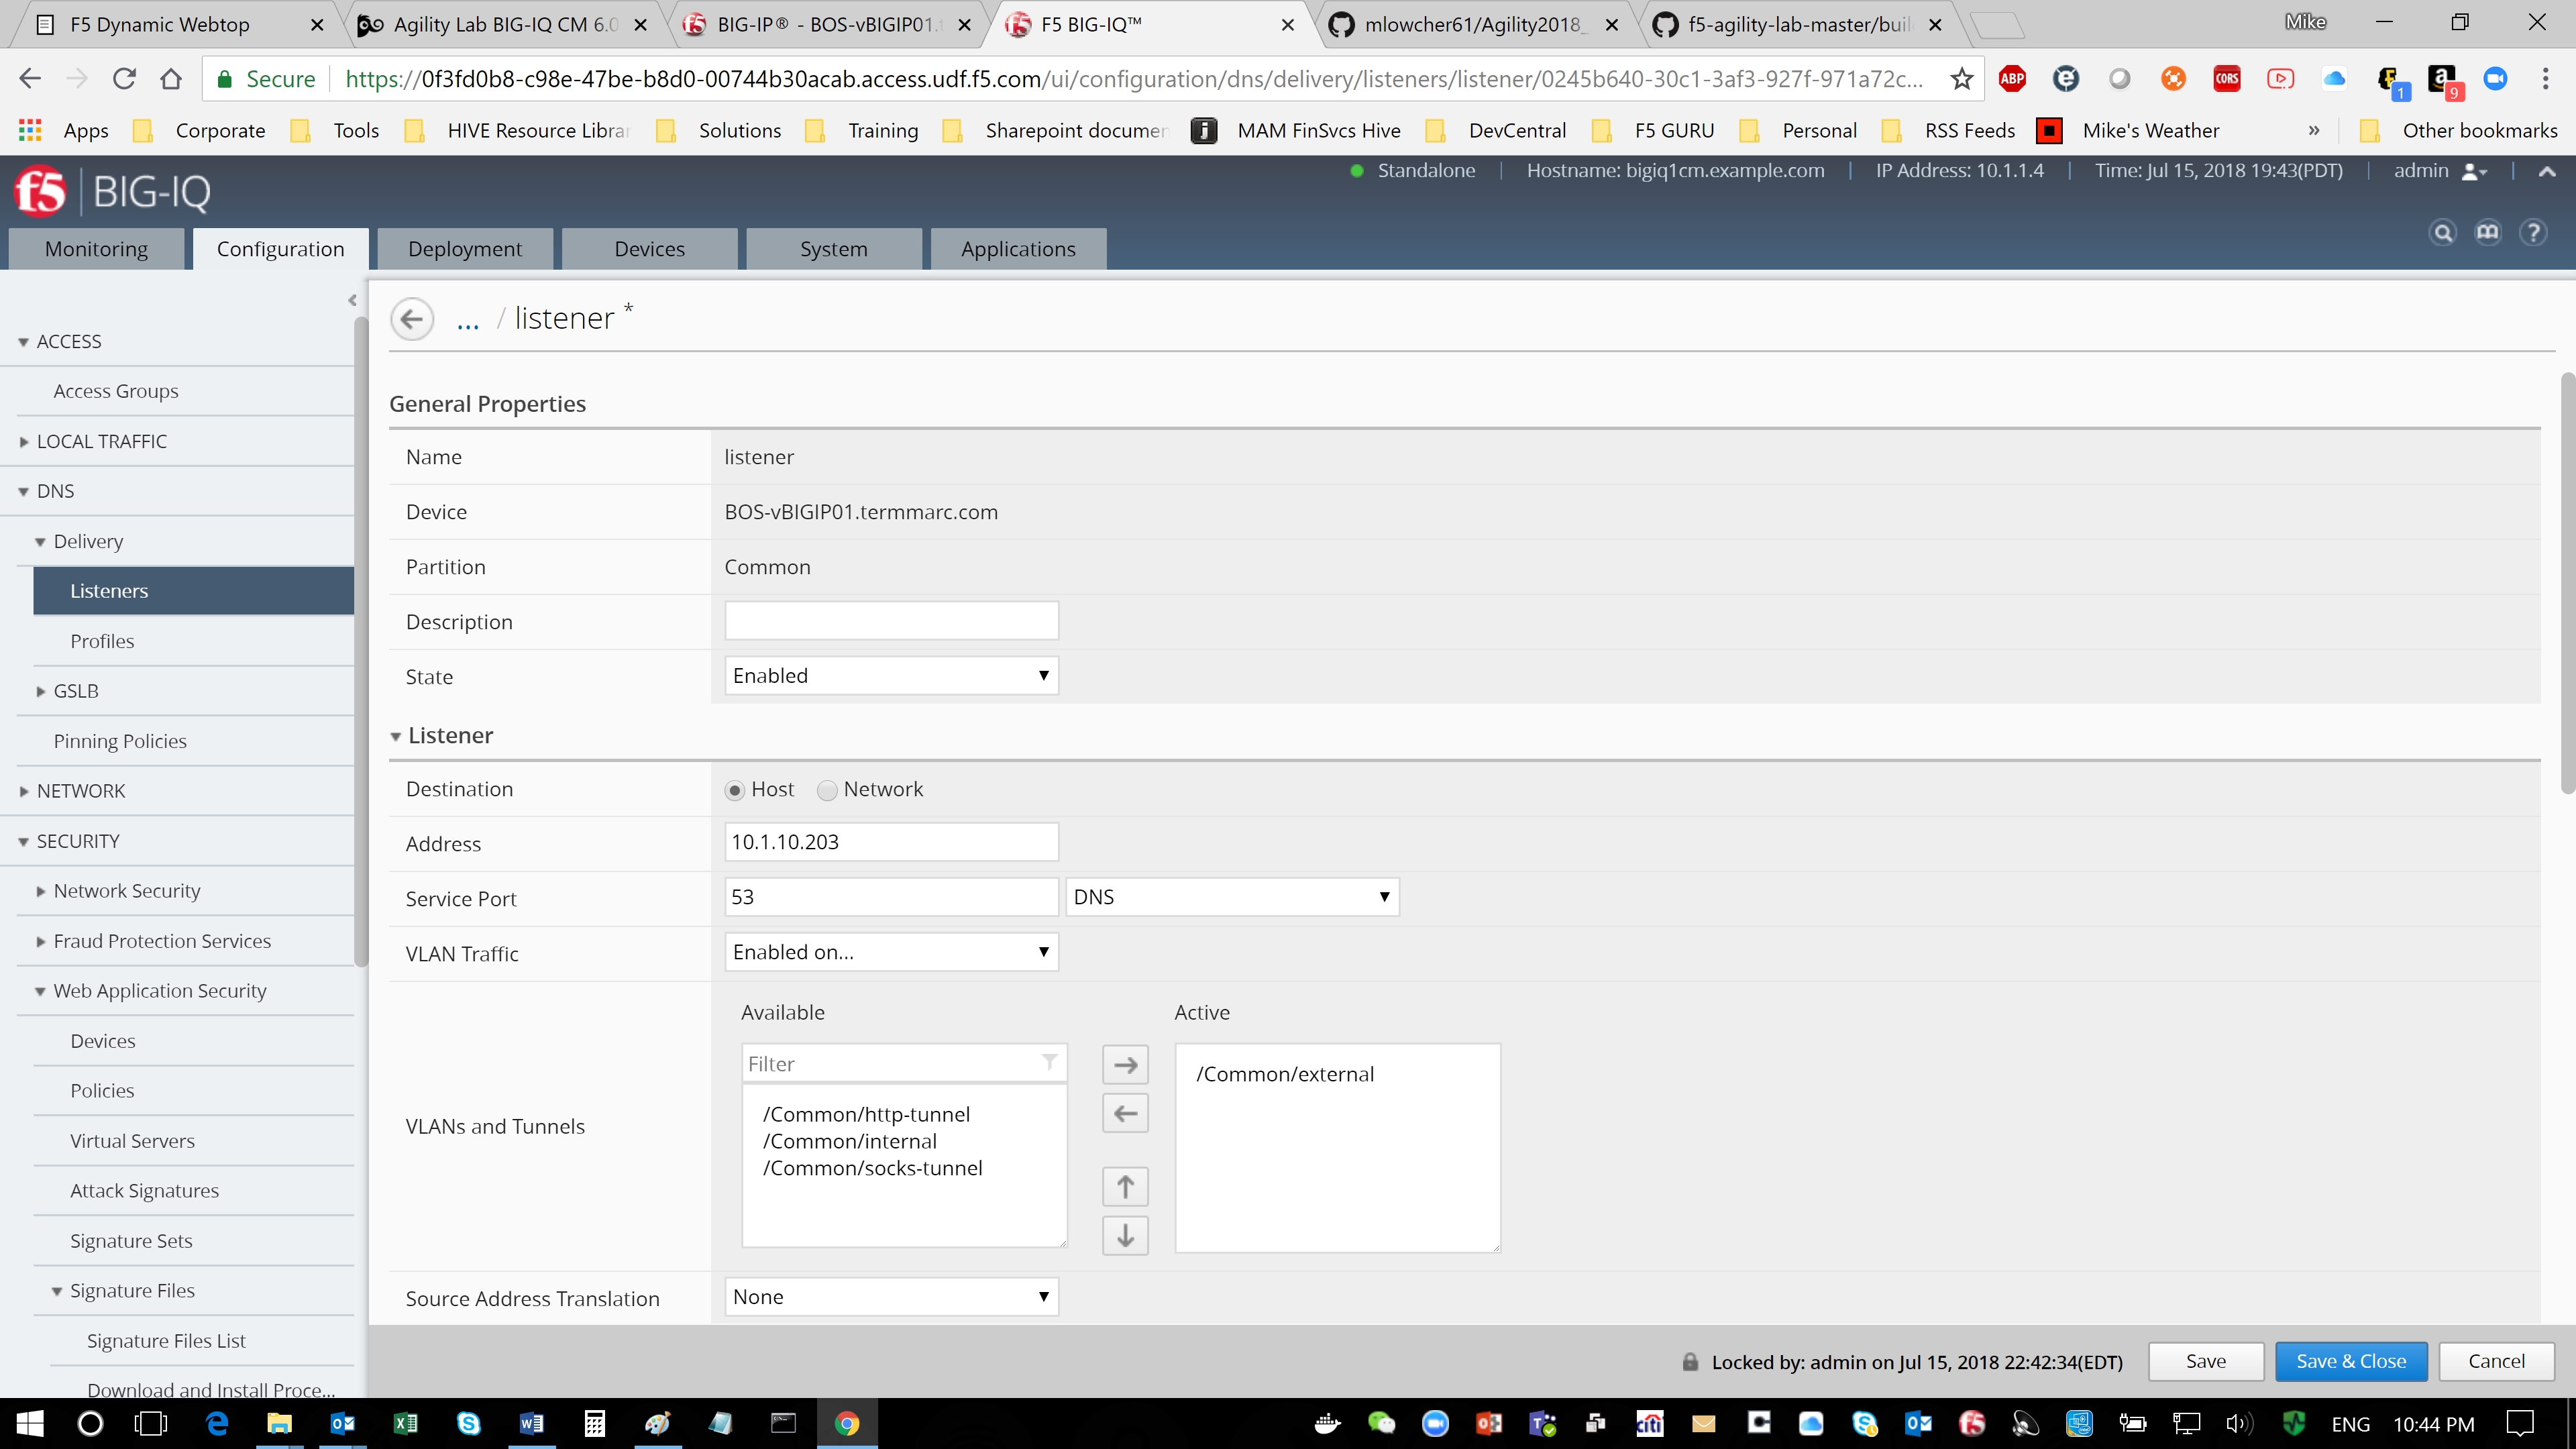 F5 Dynamic Webtop
Agility Lab BIG-IQ CM 6.0
BIG-IP® - BOS-vBIGIP01.
F5 BIG-IQ™
mlowcher61/Agility2018_
f5-agility-lab-master/buil
Mike
Secure
https://0f3fd0b8-c98e-47be-b8d0-00744b30acab.access.udf.f5.com/ui/configuration/dns/delivery/listeners/listener/0245b640-30c1-3af3-927f-971a72c...
ABP
CORS
1
9
Apps
Corporate
Tools
HIVE Resource Librar
Solutions
Training
Sharepoint documen
MAM FinSvcs Hive
DevCentral
F5 GURU
Personal
RSS Feeds
Mike's Weather
»
Other bookmarks
f5 BIG-IQ
Standalone
Hostname: bigiq1cm.example.com
IP Address: 10.1.1.4
Time: Jul 15, 2018 19:43(PDT)
admin
Monitoring
Configuration
Deployment
Devices
System
Applications
... / listener *
ACCESS
Access Groups
LOCAL TRAFFIC
DNS
Delivery
Listeners
Profiles
GSLB
Pinning Policies
NETWORK
SECURITY
Network Security
Fraud Protection Services
Web Application Security
Devices
Policies
Virtual Servers
Attack Signatures
Signature Sets
Signature Files
Signature Files List
Download and Install Proce...
General Properties
Name listener
Device BOS-vBIGIP01.termmarc.com
Partition Common
Description
State Enabled
Listener
Destination Host Network
Address 10.1.10.203
Service Port 53 DNS
VLAN Traffic Enabled on...
VLANs and Tunnels
Available
Filter
/Common/http-tunnel
/Common/internal
/Common/socks-tunnel
Active
/Common/external
Source Address Translation None
Locked by: admin on Jul 15, 2018 22:42:34(EDT)
Save
Save & Close
Cancel
citi
ENG
10:44 PM